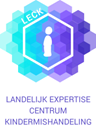 LECK
LANDELIJK EXPERTISE
CENTRUM
KINDERMISHANDELING